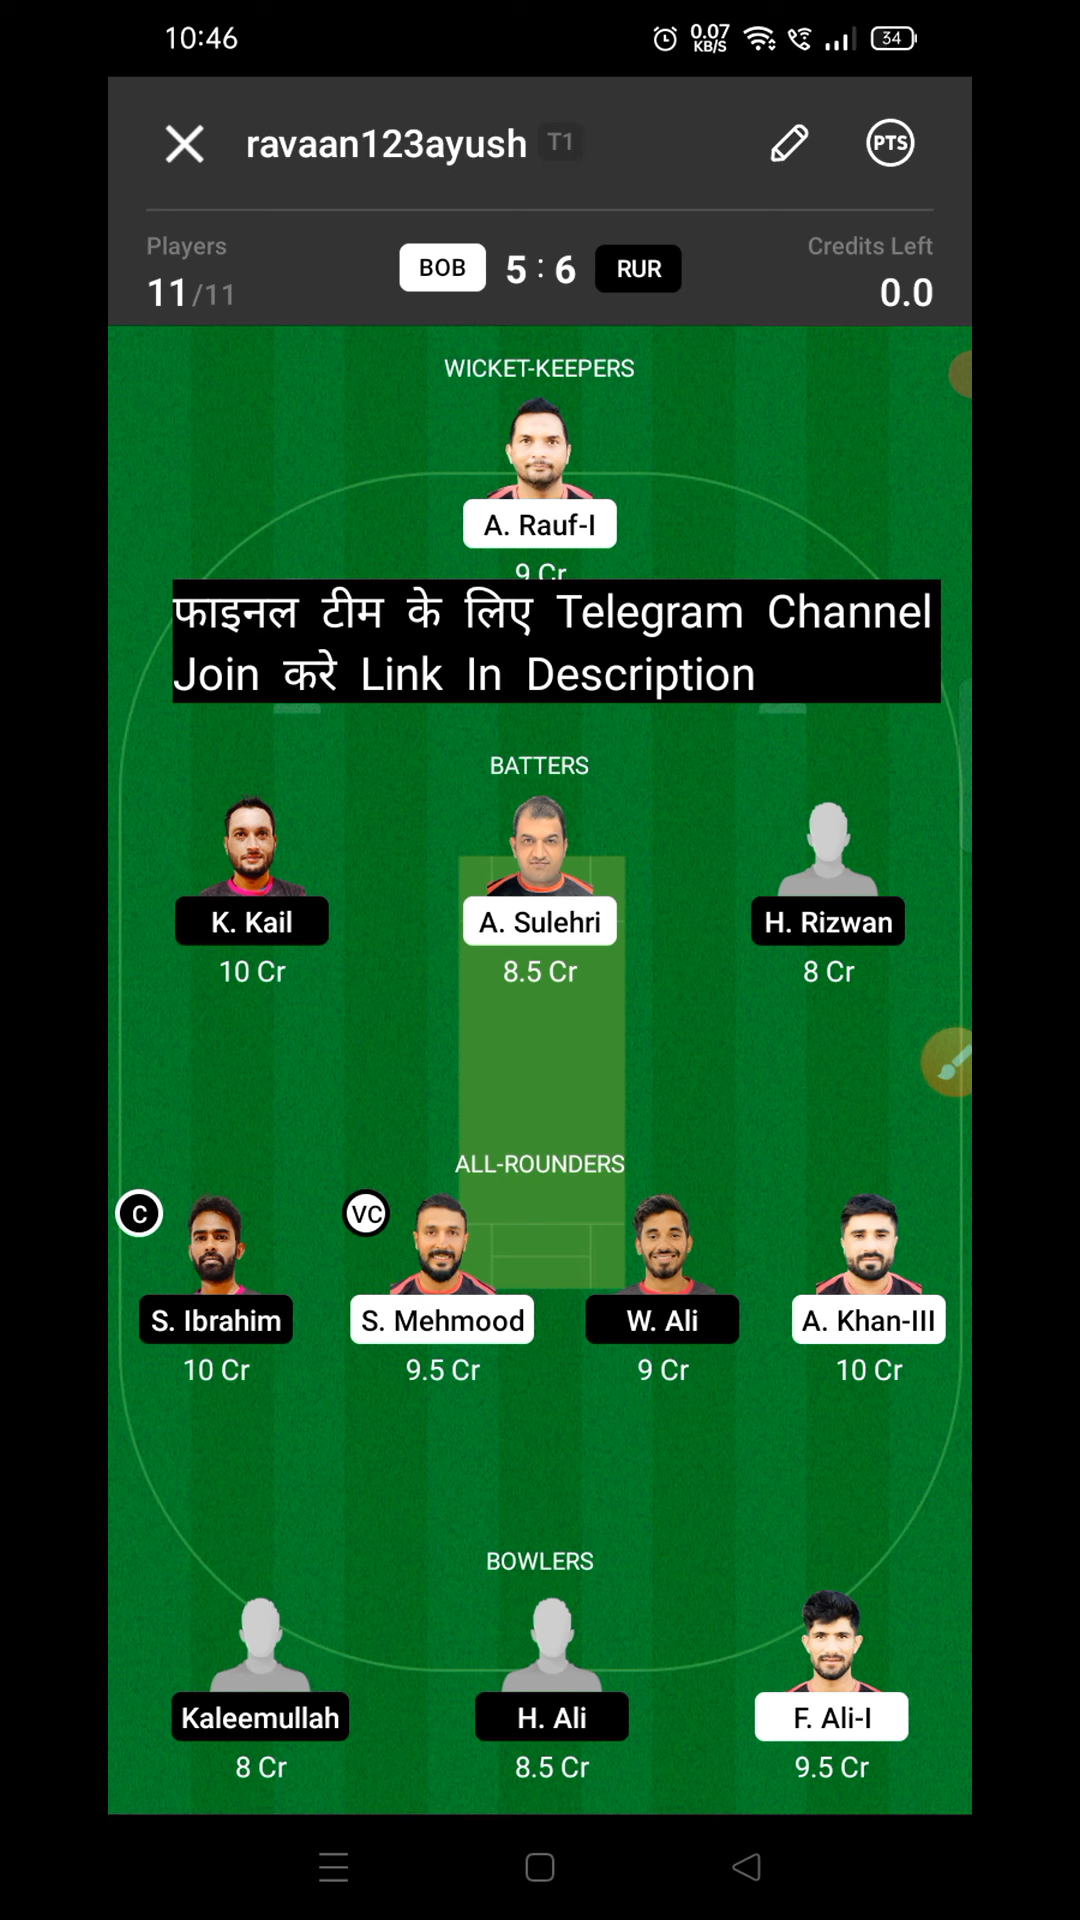 10:46
0.07
KB/S
34
ravaan123ayush T1
PTS
Players
Credits Left
BOB 5 : 6 RUR
11/11
0.0
WICKET-KEEPERS
A. Rauf-I
9 Cr
फाइनल टीम के लिए Telegram Channel
Join करे Link In Description
BATTERS
K. Kail
A. Sulehri
H. Rizwan
10 Cr
8.5 Cr
8 Cr
ALL-ROUNDERS
C
VC
S. Ibrahim
S. Mehmood
W. Ali
A. Khan-III
10 Cr
9.5 Cr
9 Cr
10 Cr
BOWLERS
Kaleemullah
H. Ali
F. Ali-I
8 Cr
8.5 Cr
9.5 Cr